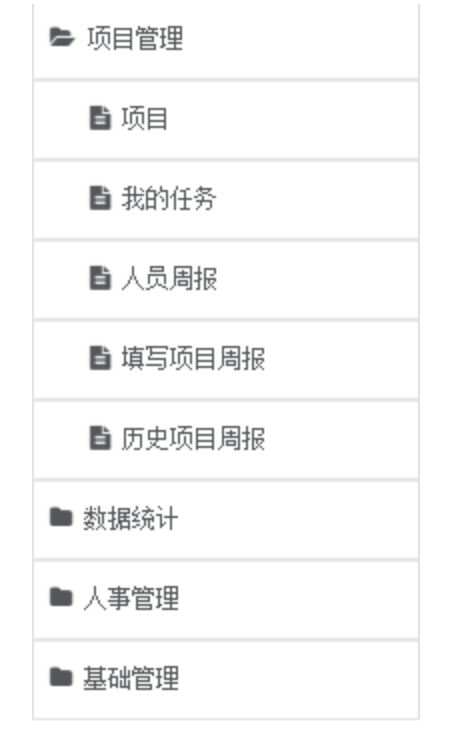 项目管理
项目
我的任务
人员周报
填写项目周报
历史项目周报
数据统计
人事管理
基础管理